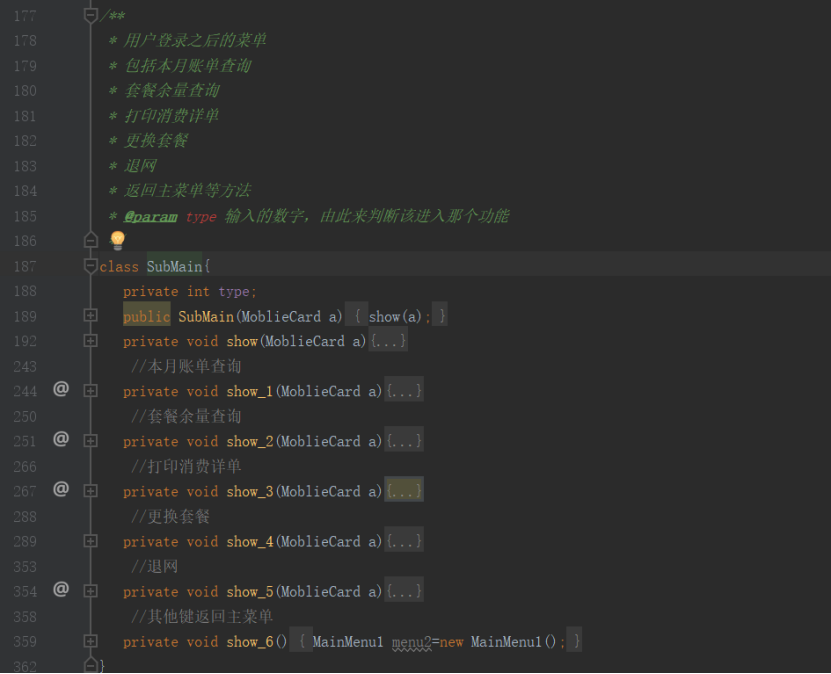 177 /**
178 * 用户登录之后的菜单
179 * 包括本月账单查询
180 * 套餐余量查询
181 * 打印消费详单
182 * 更换套餐
183 * 退网
184 * 返回主菜单等方法
185 * @param type 输入的数字，由此来判断该进入那个功能
186
187 class SubMain{
188 private int type;
189 public SubMain(MoblieCard a) { show(a); }
192 private void show(MoblieCard a){...}
243 //本月账单查询
244 @ private void show_1(MoblieCard a){...}
250 //套餐余量查询
251 @ private void show_2(MoblieCard a){...}
266 //打印消费详单
267 @ private void show_3(MoblieCard a){...}
288 //更换套餐
289 private void show_4(MoblieCard a){...}
353 //退网
354 @ private void show_5(MoblieCard a){...}
358 //其他键返回主菜单
359 private void show_6() { MainMenu1 menu2=new MainMenu1(); }
362 }